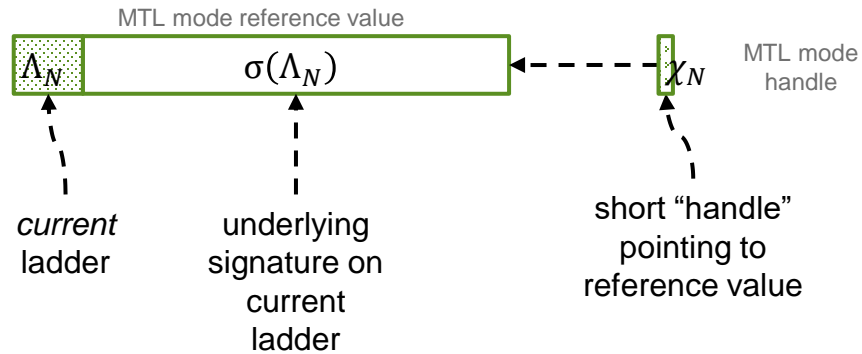 MTL mode reference value
Λ_N
σ(Λ_N)
χ_N
MTL mode
handle
current
ladder
underlying
signature on
current
ladder
short “handle”
pointing to
reference value